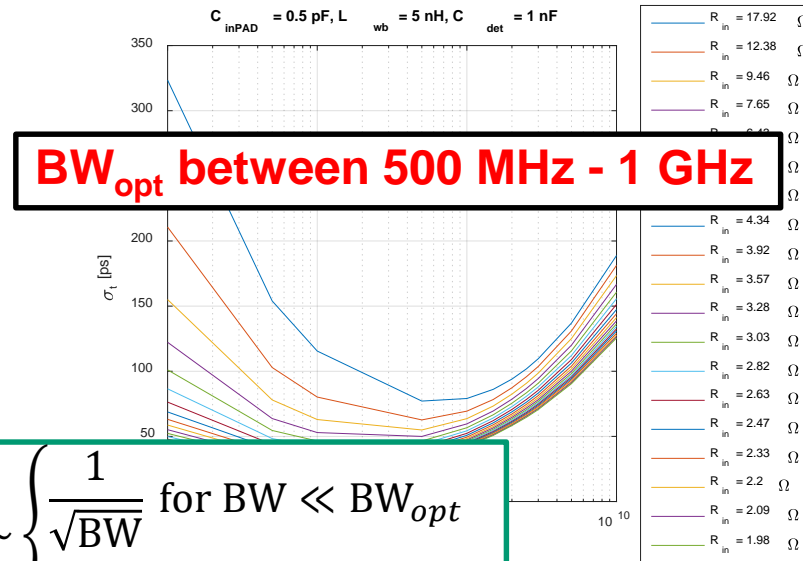 C_inPAD = 0.5 pF, L_wb = 5 nH, C_det = 1 nF
350
300
BW_opt between 500 MHz - 1 GHz
200
150
100
50
σ_t [ps]
10^10
1/√BW for BW ≪ BW_opt
R_in = 17.92 Ω
R_in = 12.38 Ω
R_in = 9.46 Ω
R_in = 7.65 Ω
Ω
Ω
Ω
R_in = 4.34 Ω
R_in = 3.92 Ω
R_in = 3.57 Ω
R_in = 3.28 Ω
R_in = 3.03 Ω
R_in = 2.82 Ω
R_in = 2.63 Ω
R_in = 2.47 Ω
R_in = 2.33 Ω
R_in = 2.2 Ω
R_in = 2.09 Ω
R_in = 1.98 Ω